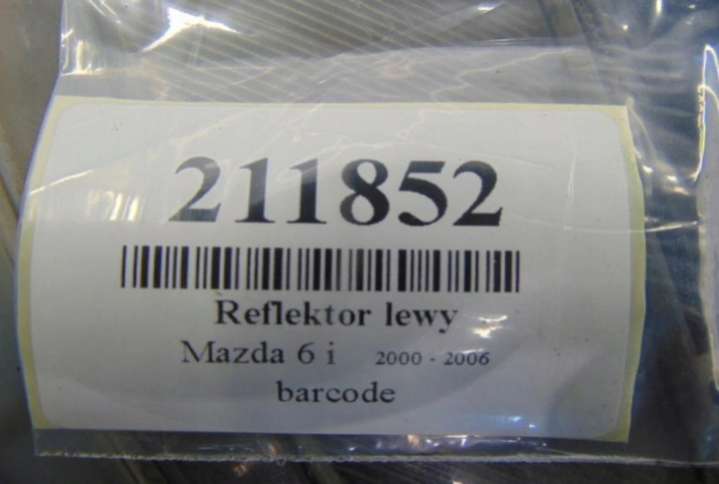 211852
Reflektor lewy
Mazda 6 i 2000 - 2006
barcode